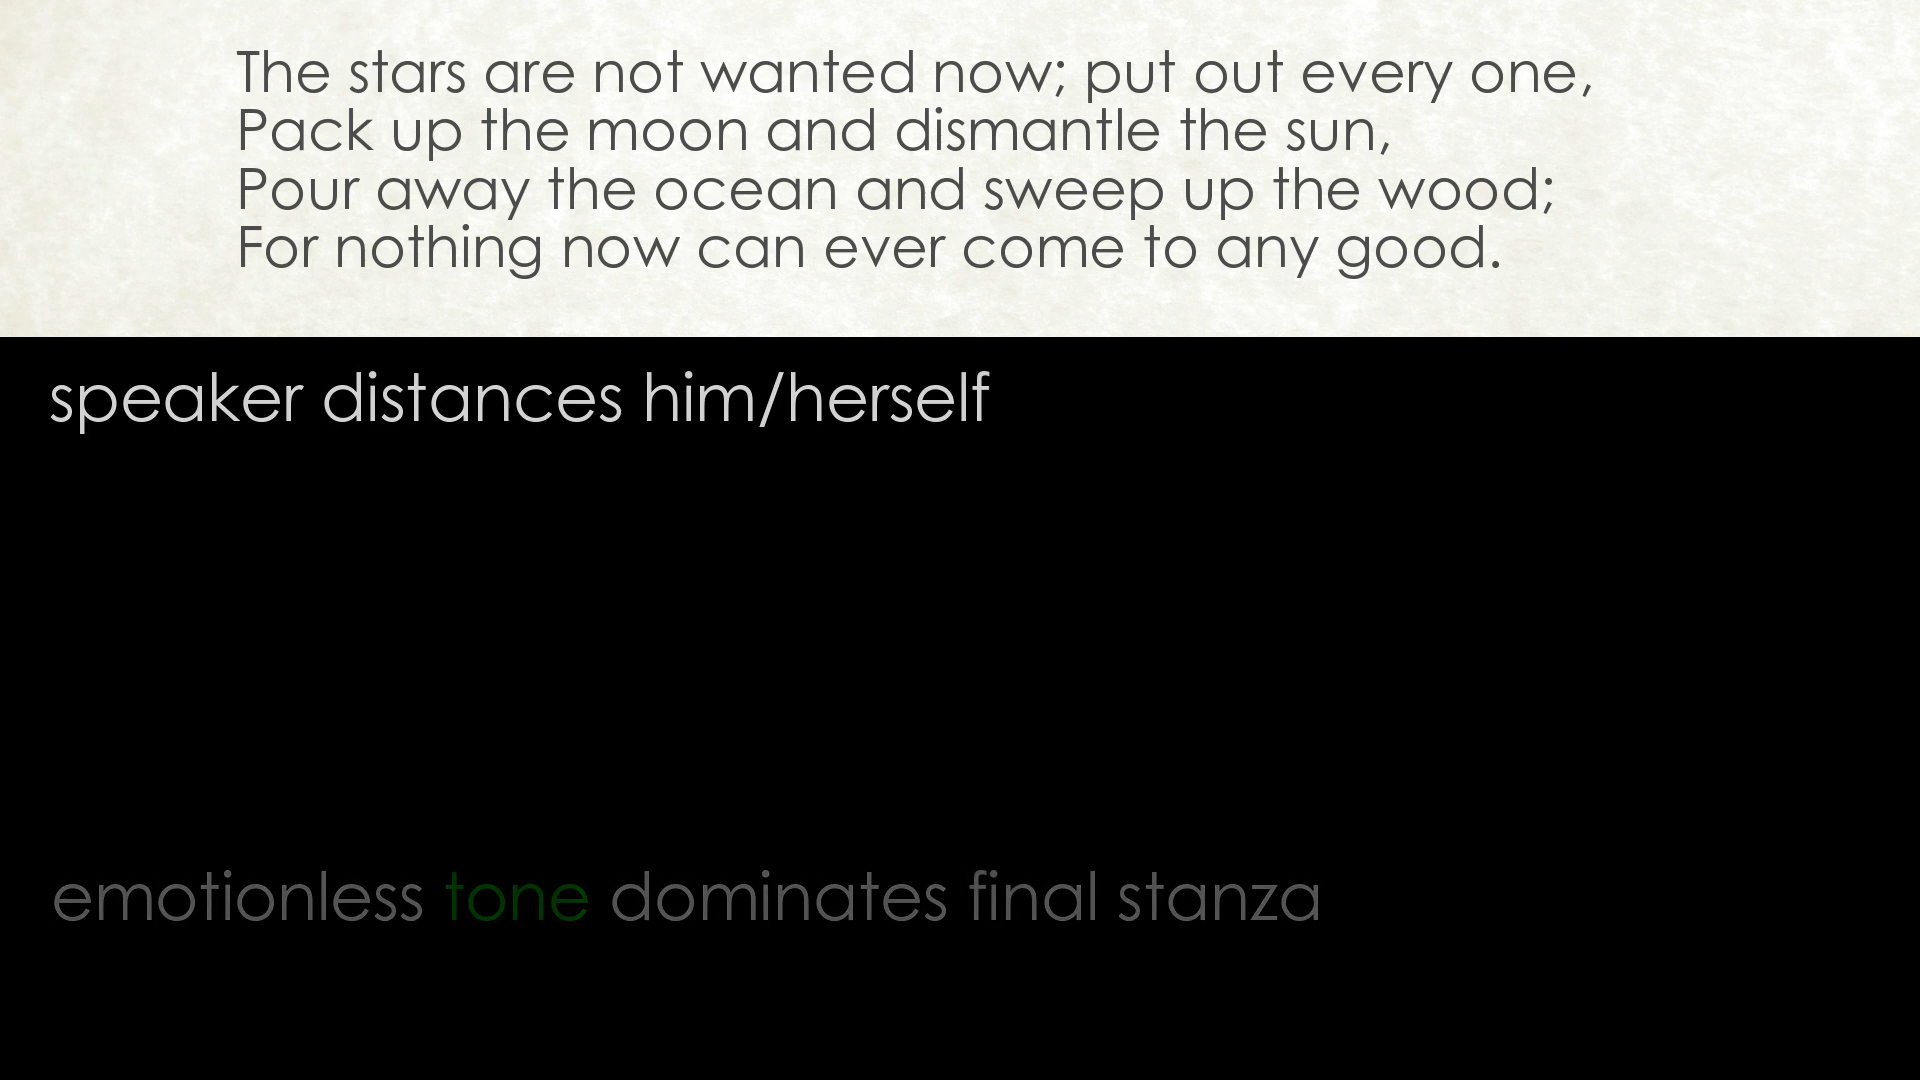 The stars are not wanted now; put out every one,
Pack up the moon and dismantle the sun,
Pour away the ocean and sweep up the wood;
For nothing now can ever come to any good.
speaker distances him/herself
emotionless tone dominates final stanza